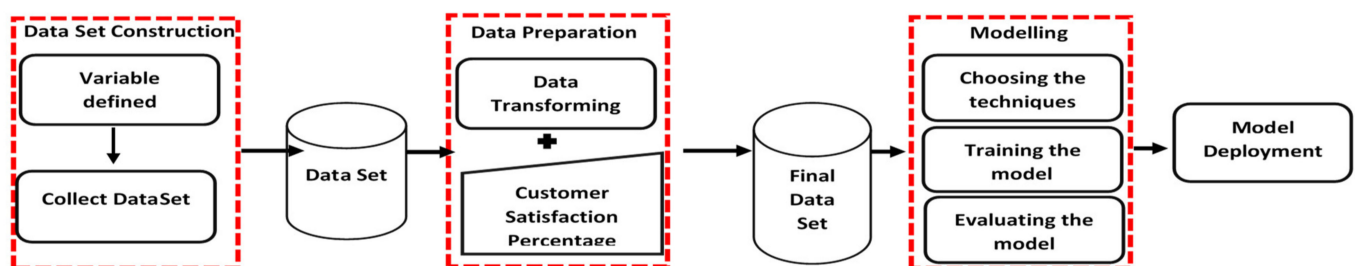 Data Set Construction
Variable
defined
Collect DataSet
Data Set
Data Preparation
Data
Transforming
Customer
Satisfaction
Percentage
Final
Data
Set
Modelling
Choosing the
techniques
Training the
model
Evaluating the
model
Model
Deployment